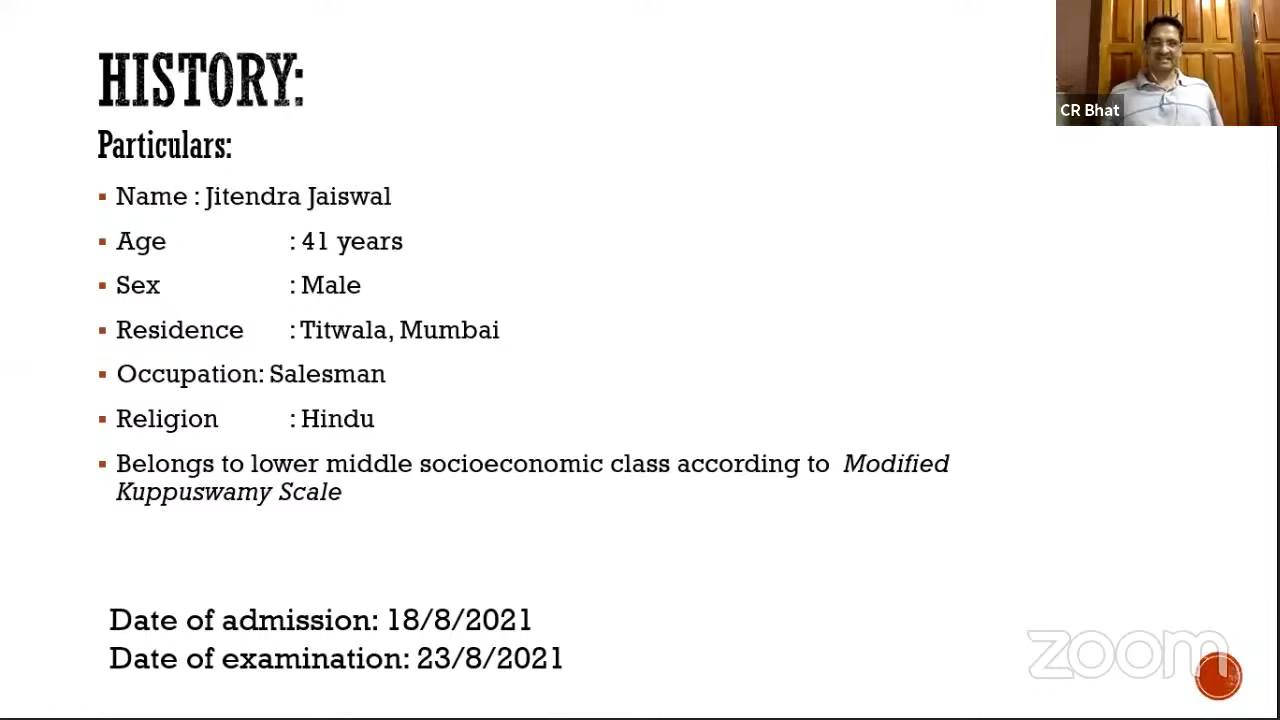 HISTORY:
Particulars:
▪ Name : Jitendra Jaiswal
▪ Age : 41 years
▪ Sex : Male
▪ Residence : Titwala, Mumbai
▪ Occupation: Salesman
▪ Religion : Hindu
▪ Belongs to lower middle socioeconomic class according to Modified
Kuppuswamy Scale
Date of admission: 18/8/2021
Date of examination: 23/8/2021
CR Bhat
zoom